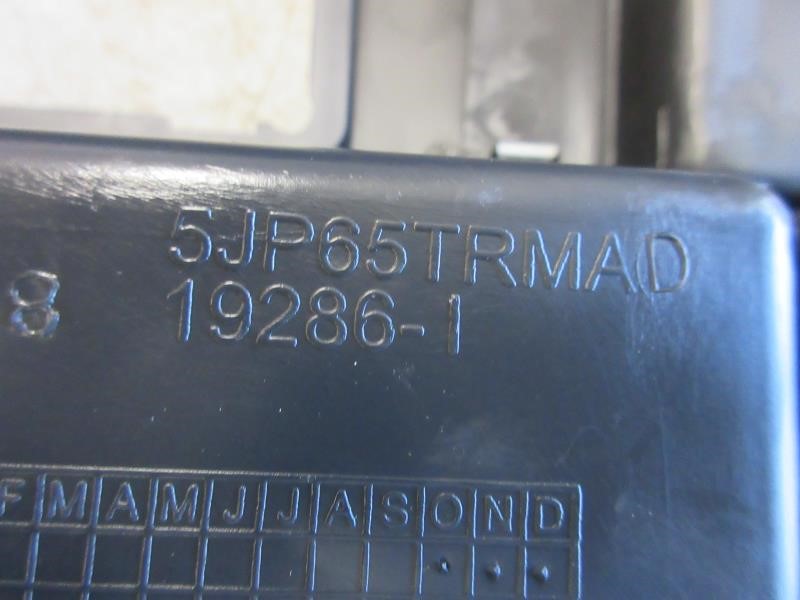 5JP65TRMAD
8 19286-1
F M A M J J A S O N D